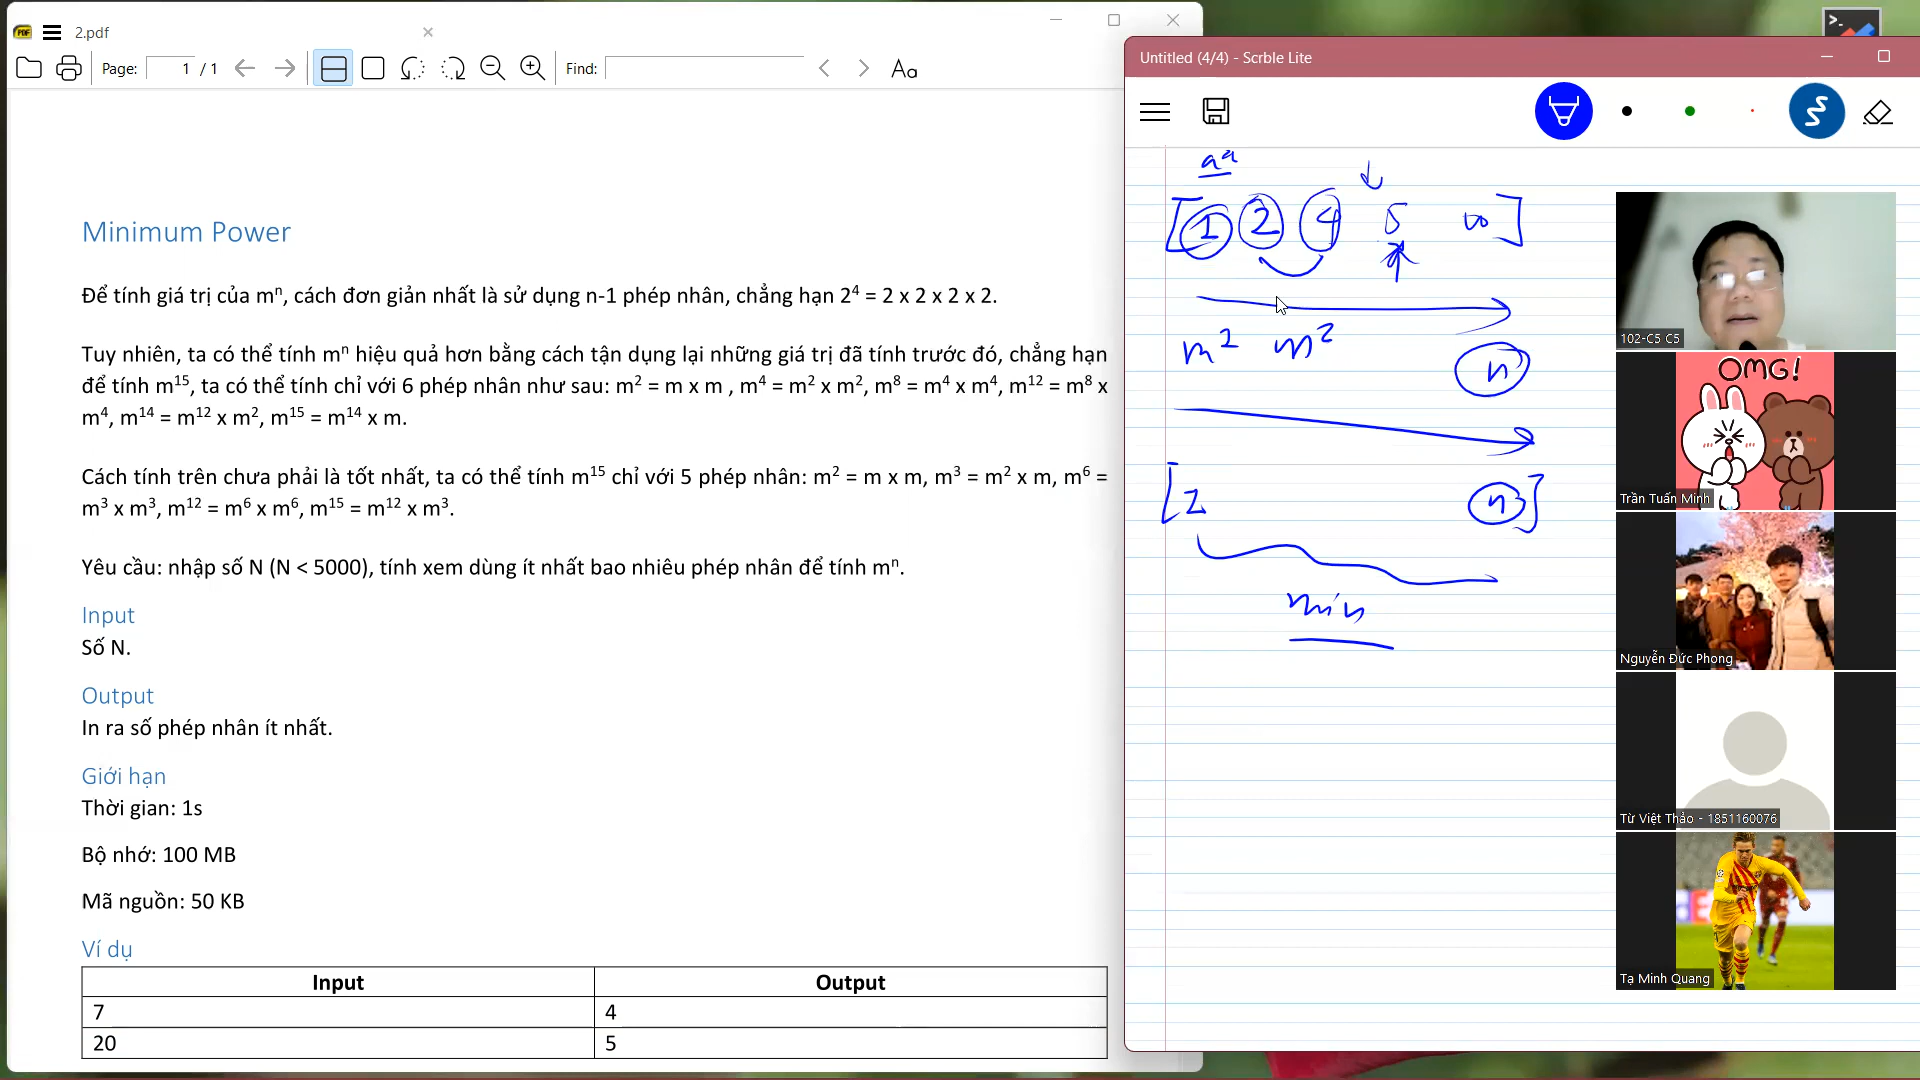 2.pdf
Page: 1 / 1 Find: Aa
Minimum Power
Để tính giá trị của mⁿ, cách đơn giản nhất là sử dụng n-1 phép nhân, chẳng hạn 2⁴ = 2 x 2 x 2 x 2.
Tuy nhiên, ta có thể tính mⁿ hiệu quả hơn bằng cách tận dụng lại những giá trị đã tính trước đó, chẳng hạn
để tính m¹⁵, ta có thể tính chỉ với 6 phép nhân như sau: m² = m x m , m⁴ = m² x m², m⁸ = m⁴ x m⁴, m¹² = m⁸ x
m⁴, m¹⁴ = m¹² x m², m¹⁵ = m¹⁴ x m.
Cách tính trên chưa phải là tốt nhất, ta có thể tính m¹⁵ chỉ với 5 phép nhân: m² = m x m, m³ = m² x m, m⁶ =
m³ x m³, m¹² = m⁶ x m⁶, m¹⁵ = m¹² x m³.
Yêu cầu: nhập số N (N < 5000), tính xem dùng ít nhất bao nhiêu phép nhân để tính mⁿ.
Input
Số N.
Output
In ra số phép nhân ít nhất.
Giới hạn
Thời gian: 1s
Bộ nhớ: 100 MB
Mã nguồn: 50 KB
Ví dụ
Input Output
7 4
20 5
Untitled (4/4) - Scrble Lite
[1 2 4 5 ]
m² m²
n
[ n]
min
102-C5 C5
OMG!
Trần Tuấn Minh
Nguyễn Đức Phong
Từ Việt Thảo - 1851160076
Tạ Minh Quang